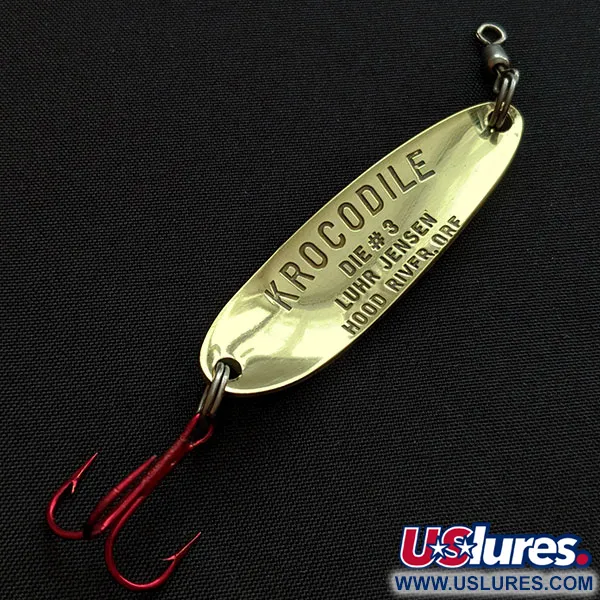 KROCODILE
DIE # 3
LUHR JENSEN
HOOD RIVER, ORE
USlures.
WWW.USLURES.COM